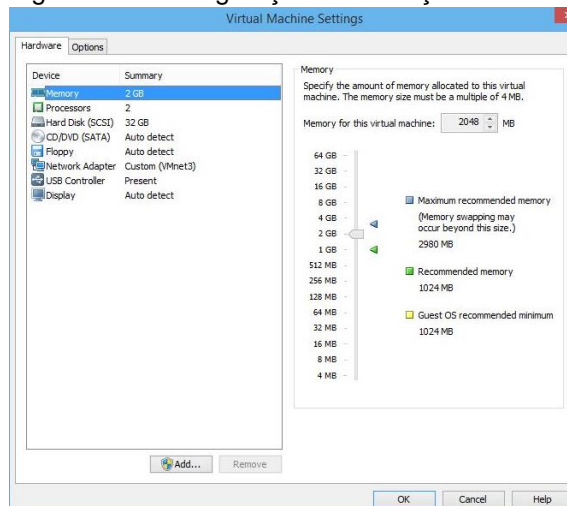 Virtual Machine Settings
Hardware Options
Device Summary
Memory 2 GB
Processors 2
Hard Disk (SCSI) 32 GB
CD/DVD (SATA) Auto detect
Floppy Auto detect
Network Adapter Custom (VMnet3)
USB Controller Present
Display Auto detect
Add... Remove
Memory
Specify the amount of memory allocated to this virtual
machine. The memory size must be a multiple of 4 MB.
Memory for this virtual machine: 2048 MB
64 GB
32 GB
16 GB
8 GB
4 GB
2 GB
1 GB
512 MB
256 MB
128 MB
64 MB
32 MB
16 MB
8 MB
4 MB
Maximum recommended memory
(Memory swapping may
occur beyond this size.)
2980 MB
Recommended memory
1024 MB
Guest OS recommended minimum
1024 MB
OK Cancel Help